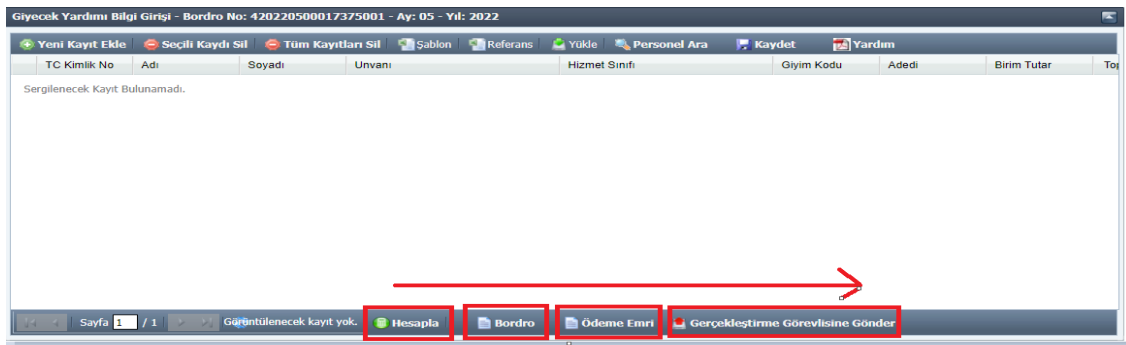 Giyecek Yardımı Bilgi Girişi - Bordro No: 420220500017375001 - Ay: 05 - Yıl: 2022
Yeni Kayıt Ekle Seçili Kaydı Sil Tüm Kayıtları Sil Şablon Referans Yükle Personel Ara Kaydet Yardım
TC Kimlik No Adı Soyadı Unvanı Hizmet Sınıfı Giyim Kodu Adedi Birim Tutar
Sergilenecek Kayıt Bulunamadı.
Sayfa 1 / 1 Görüntülenecek kayıt yok. Hesapla Bordro Ödeme Emri Gerçekleştirme Görevlisine Gönder